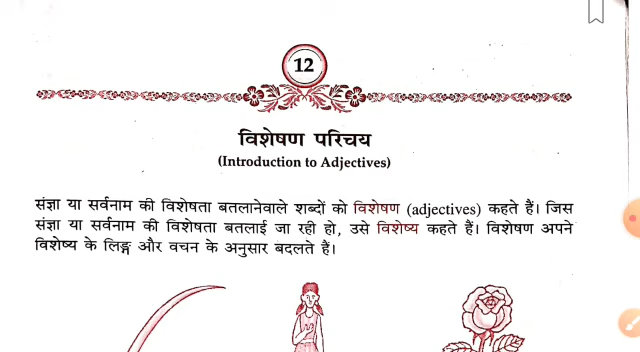 12
विशेषण परिचय
(Introduction to Adjectives)
संज्ञा या सर्वनाम की विशेषता बतलानेवाले शब्दों को विशेषण (adjectives) कहते हैं। जिस
संज्ञा या सर्वनाम की विशेषता बतलाई जा रही हो, उसे विशेष्य कहते हैं। विशेषण अपने
विशेष्य के लिङ्ग और वचन के अनुसार बदलते हैं।